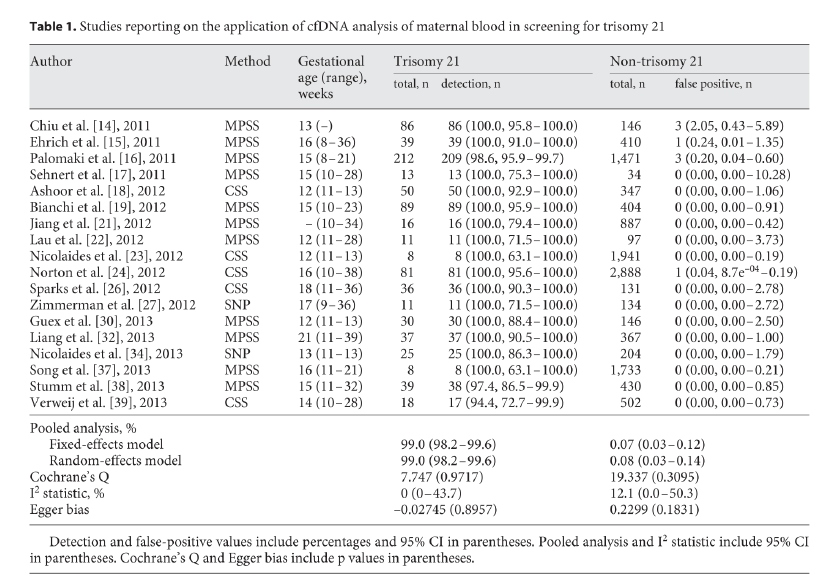 Table 1. Studies reporting on the application of cfDNA analysis of maternal blood in screening for trisomy 21
Author Method Gestational age (range), weeks Trisomy 21 Non-trisomy 21
total, n detection, n total, n false positive, n
Chiu et al. [14], 2011 MPSS 13 (–) 86 86 (100.0, 95.8–100.0) 146 3 (2.05, 0.43–5.89)
Ehrich et al. [15], 2011 MPSS 16 (8–36) 39 39 (100.0, 91.0–100.0) 410 1 (0.24, 0.01–1.35)
Palomaki et al. [16], 2011 MPSS 15 (8–21) 212 209 (98.6, 95.9–99.7) 1,471 3 (0.20, 0.04–0.60)
Sehnert et al. [17], 2011 MPSS 15 (10–28) 13 13 (100.0, 75.3–100.0) 34 0 (0.00, 0.00–10.28)
Ashoor et al. [18], 2012 CSS 12 (11–13) 50 50 (100.0, 92.9–100.0) 347 0 (0.00, 0.00–1.06)
Bianchi et al. [19], 2012 MPSS 15 (10–23) 89 89 (100.0, 95.9–100.0) 404 0 (0.00, 0.00–0.91)
Jiang et al. [21], 2012 MPSS – (10–34) 16 16 (100.0, 79.4–100.0) 887 0 (0.00, 0.00–0.42)
Lau et al. [22], 2012 MPSS 12 (11–28) 11 11 (100.0, 71.5–100.0) 97 0 (0.00, 0.00–3.73)
Nicolaides et al. [23], 2012 CSS 12 (11–13) 8 8 (100.0, 63.1–100.0) 1,941 0 (0.00, 0.00–0.19)
Norton et al. [24], 2012 CSS 16 (10–38) 81 81 (100.0, 95.6–100.0) 2,888 1 (0.04, 8.7e⁻⁰⁴–0.19)
Sparks et al. [26], 2012 CSS 18 (11–36) 36 36 (100.0, 90.3–100.0) 131 0 (0.00, 0.00–2.78)
Zimmerman et al. [27], 2012 SNP 17 (9–36) 11 11 (100.0, 71.5–100.0) 134 0 (0.00, 0.00–2.72)
Guex et al. [30], 2013 MPSS 12 (11–13) 30 30 (100.0, 88.4–100.0) 146 0 (0.00, 0.00–2.50)
Liang et al. [32], 2013 MPSS 21 (11–39) 37 37 (100.0, 90.5–100.0) 367 0 (0.00, 0.00–1.00)
Nicolaides et al. [34], 2013 SNP 13 (11–13) 25 25 (100.0, 86.3–100.0) 204 0 (0.00, 0.00–1.79)
Song et al. [37], 2013 MPSS 16 (11–21) 8 8 (100.0, 63.1–100.0) 1,733 0 (0.00, 0.00–0.21)
Stumm et al. [38], 2013 MPSS 15 (11–32) 39 38 (97.4, 86.5–99.9) 430 0 (0.00, 0.00–0.85)
Verweij et al. [39], 2013 CSS 14 (10–28) 18 17 (94.4, 72.7–99.9) 502 0 (0.00, 0.00–0.73)
Pooled analysis, %
Fixed-effects model 99.0 (98.2–99.6) 0.07 (0.03–0.12)
Random-effects model 99.0 (98.2–99.6) 0.08 (0.03–0.14)
Cochrane's Q 7.747 (0.9717) 19.337 (0.3095)
I² statistic, % 0 (0–43.7) 12.1 (0.0–50.3)
Egger bias –0.02745 (0.8957) 0.2299 (0.1831)
Detection and false-positive values include percentages and 95% CI in parentheses. Pooled analysis and I² statistic include 95% CI
in parentheses. Cochrane's Q and Egger bias include p values in parentheses.